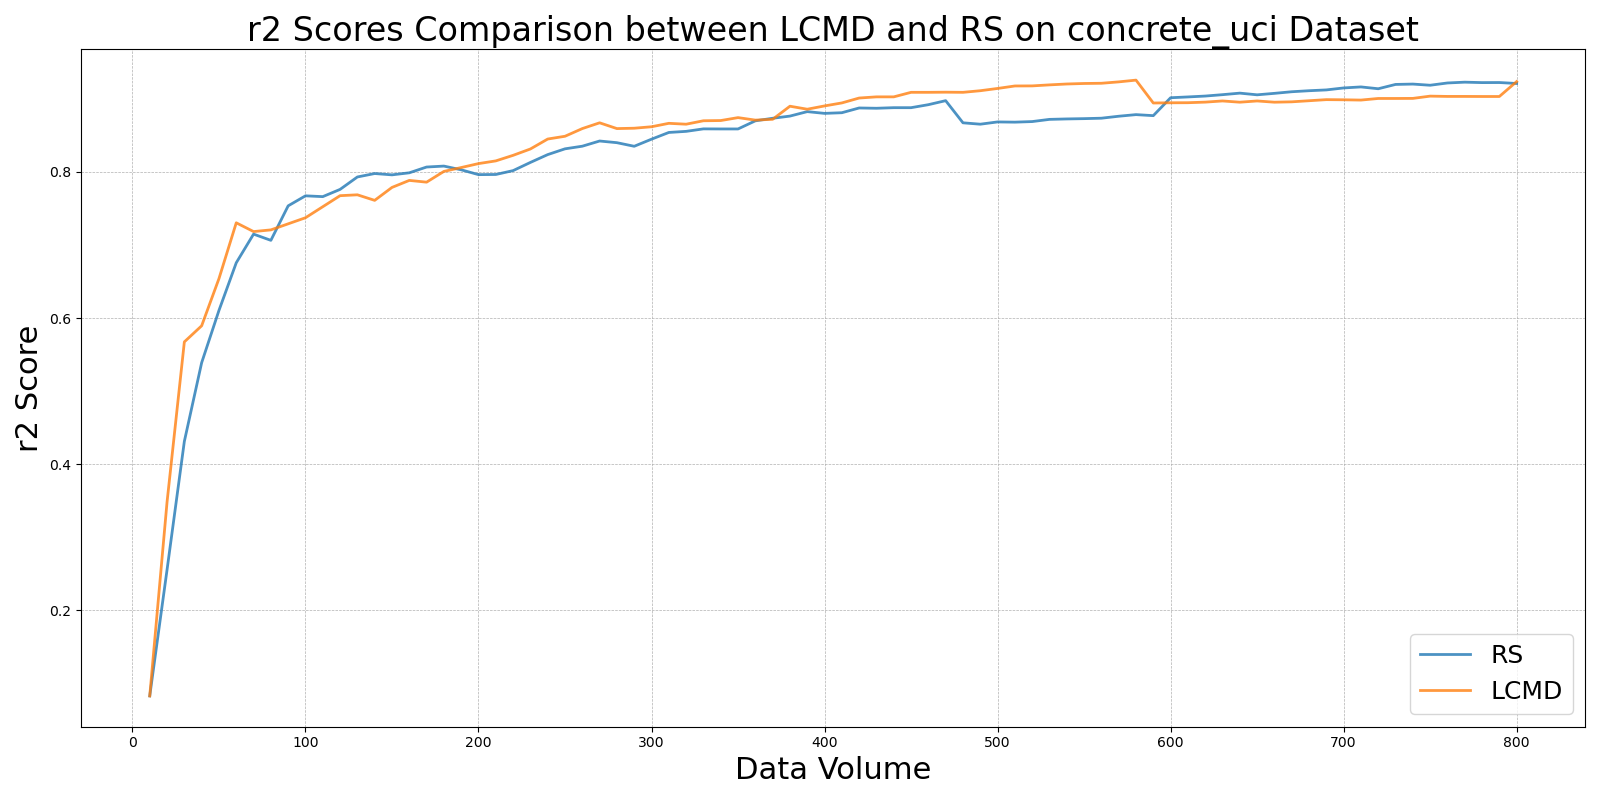 r2 Scores Comparison between LCMD and RS on concrete_uci Dataset
r2 Score
0.8
0.6
0.4
0.2
RS
LCMD
0 100 200 300 400 500 600 700 800
Data Volume